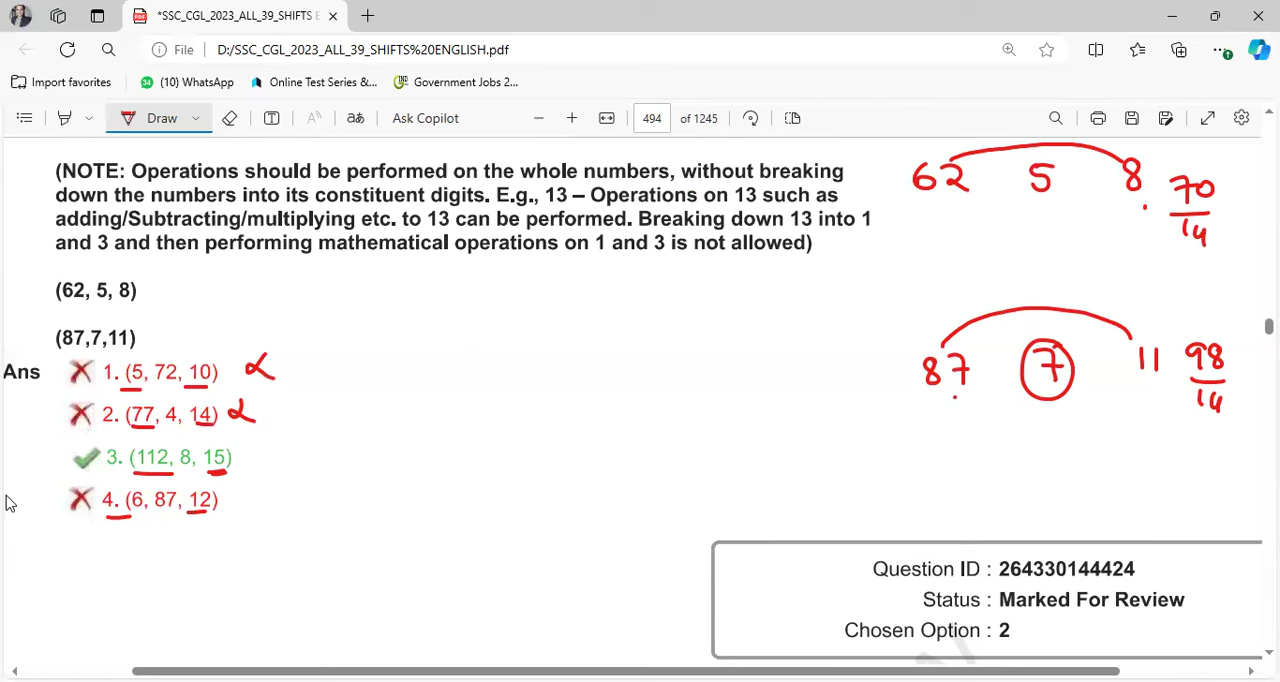 *SSC_CGL_2023_ALL_39_SHIFTS E
File D:/SSC_CGL_2023_ALL_39_SHIFTS%20ENGLISH.pdf
Import favorites (10) WhatsApp Online Test Series &... Government Jobs 2...
Draw Ask Copilot 494 of 1245
(NOTE: Operations should be performed on the whole numbers, without breaking
down the numbers into its constituent digits. E.g., 13 – Operations on 13 such as
adding/Subtracting/multiplying etc. to 13 can be performed. Breaking down 13 into 1
and 3 and then performing mathematical operations on 1 and 3 is not allowed)
62 5 8 70
14
(62, 5, 8)
(87,7,11)
87 7 11 98
14
Ans 1. (5, 72, 10)
2. (77, 4, 14)
3. (112, 8, 15)
4. (6, 87, 12)
Question ID : 264330144424
Status : Marked For Review
Chosen Option : 2